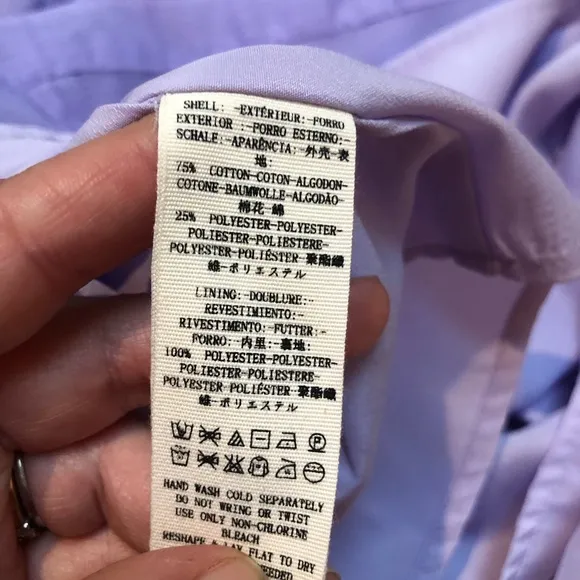 SHELL: -EXTÉRIEUR:-FORRO
EXTERIOR :-FORRO ESTERNO:-
SCHALE:-APARÊNCIA:-外壳-表
地:
75% COTTON-COTON-ALGODON-
COTONE-BAUMWOLLE-ALGODÃO-
棉花 綿
25% POLYESTER-POLYESTER-
POLIESTER-POLIESTERE-
POLYESTER-POLIÉSTER-聚酯纖
維-ポリエステル
LINING:-DOUBLURE:-
REVESTIMIENTO:-
RIVESTIMENTO:-FUTTER:-
FORRO:-内里:-裏地:
100% POLYESTER-POLYESTER-
POLIESTER-POLIESTERE-
POLYESTER-POLIÉSTER-聚酯纖
維-ポリエステル
HAND WASH COLD SEPARATELY
DO NOT WRING OR TWIST
USE ONLY NON-CHLORINE
BLEACH
RESHAPE & LAY FLAT TO DRY